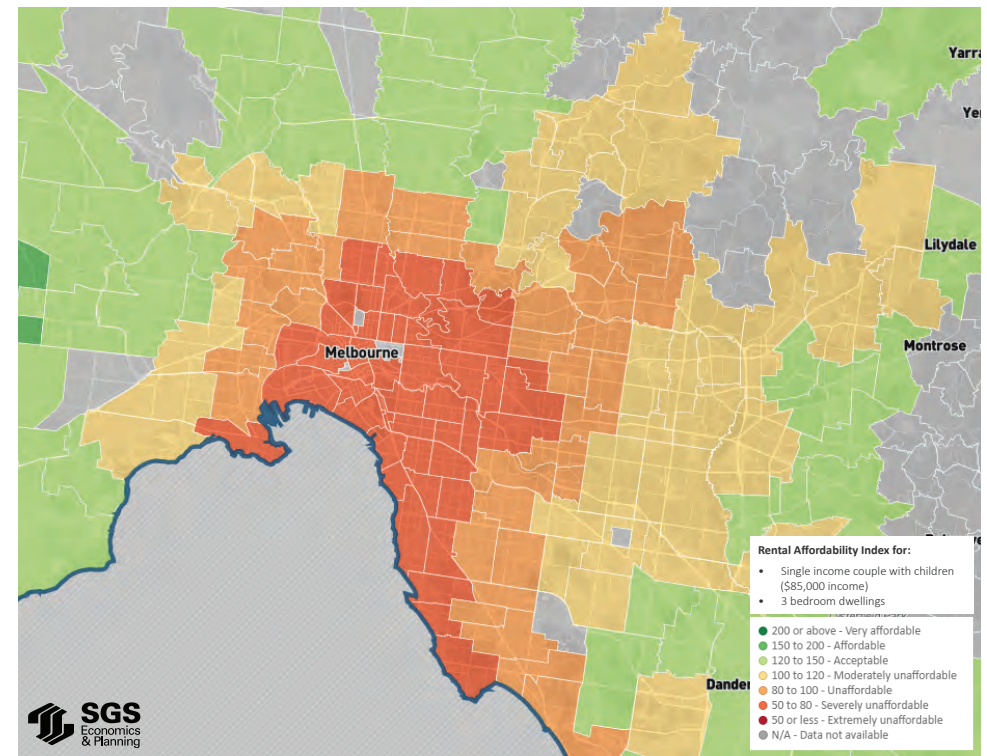 Yarra
Ye
Lilydale
Montrose
Melbourne
Dander
Rental Affordability Index for:
• Single income couple with children
($85,000 income)
• 3 bedroom dwellings
200 or above - Very affordable
150 to 200 - Affordable
120 to 150 - Acceptable
100 to 120 - Moderately unaffordable
80 to 100 - Unaffordable
50 to 80 - Severely unaffordable
50 or less - Extremely unaffordable
N/A - Data not available
SGS
Economics
& Planning